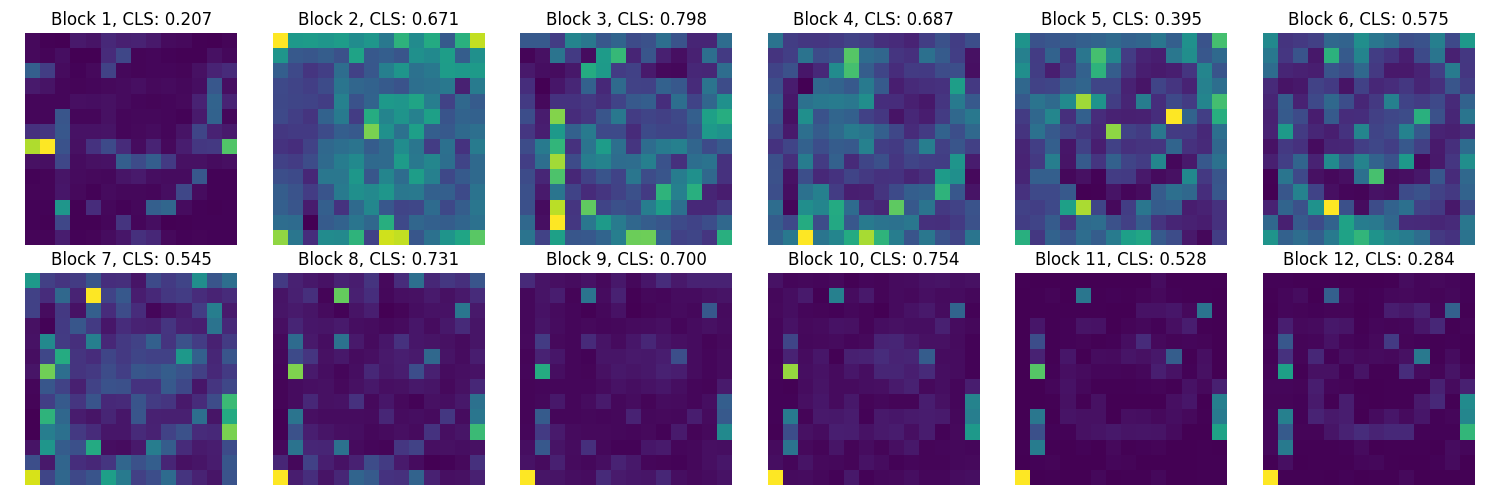 Block 1, CLS: 0.207
Block 2, CLS: 0.671
Block 3, CLS: 0.798
Block 4, CLS: 0.687
Block 5, CLS: 0.395
Block 6, CLS: 0.575
Block 7, CLS: 0.545
Block 8, CLS: 0.731
Block 9, CLS: 0.700
Block 10, CLS: 0.754
Block 11, CLS: 0.528
Block 12, CLS: 0.284